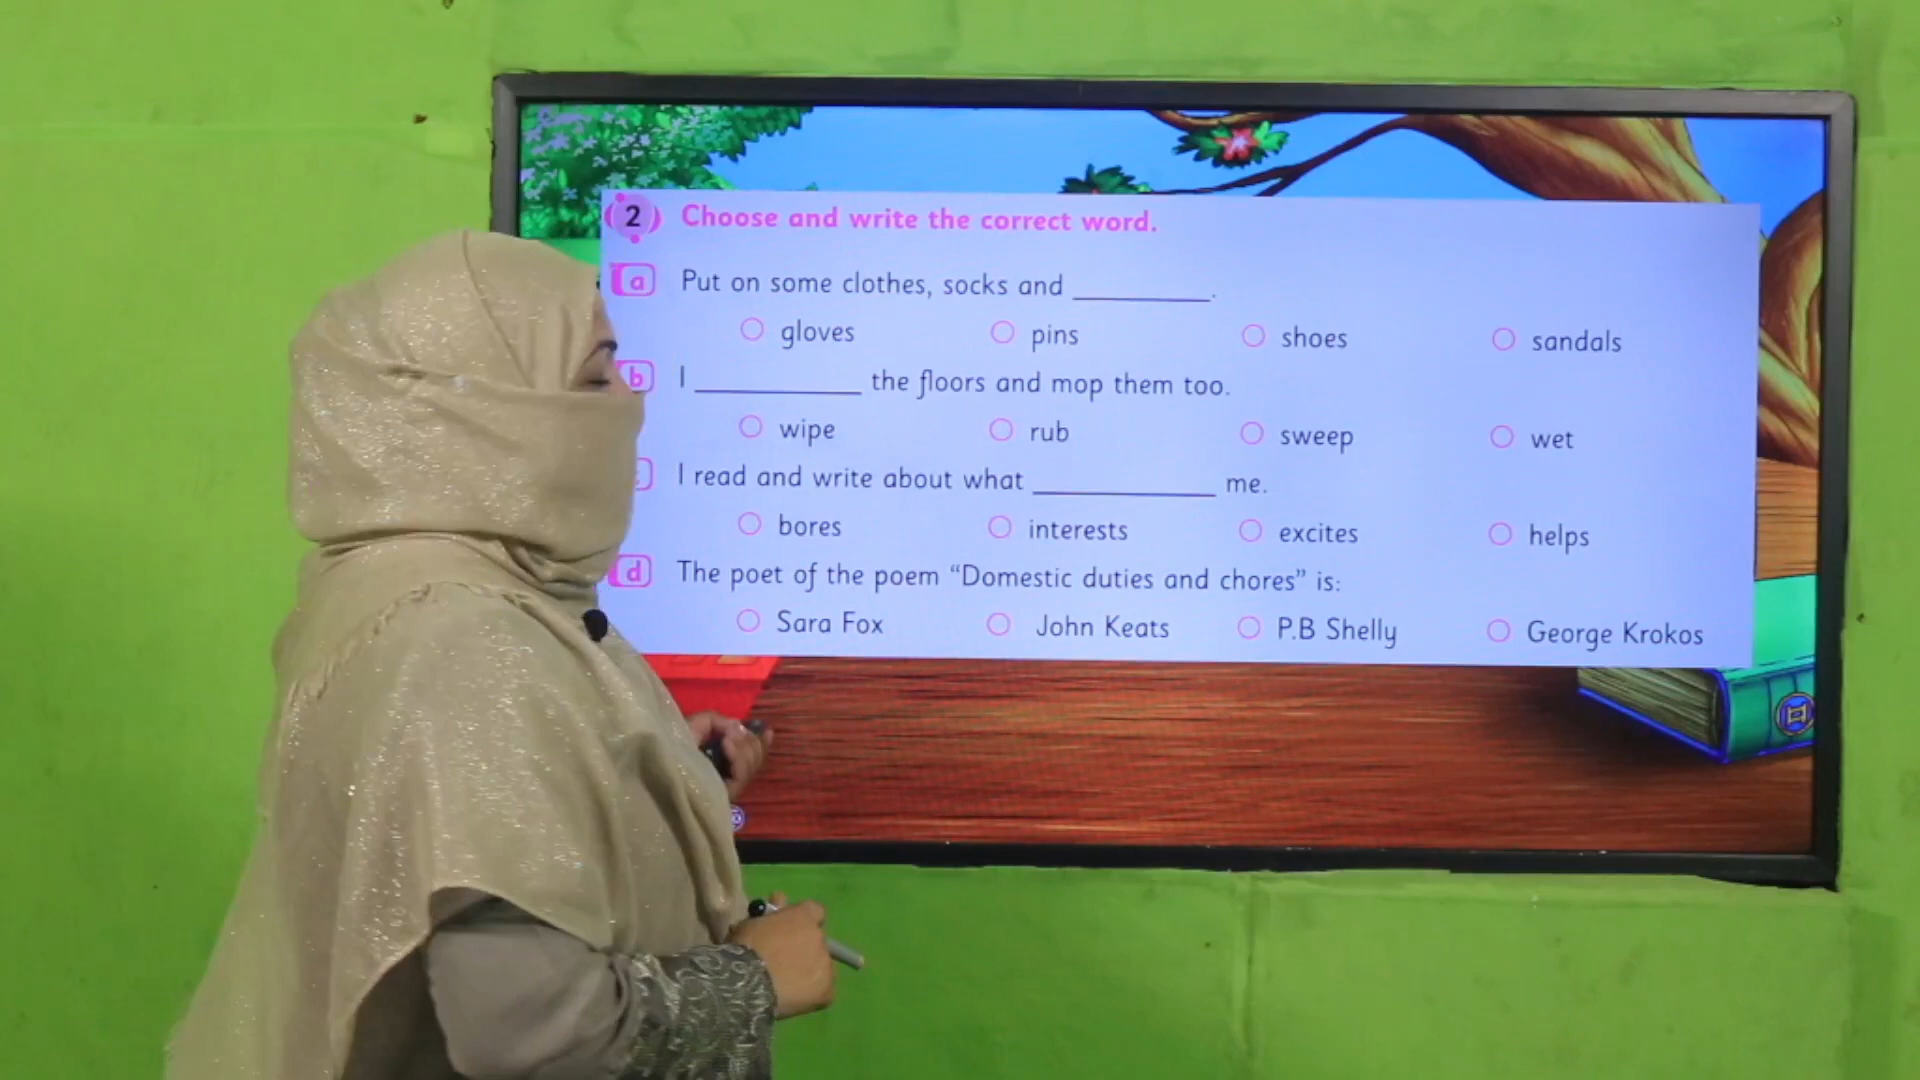 2 Choose and write the correct word.
a Put on some clothes, socks and __________.
gloves pins shoes sandals
b I __________ the floors and mop them too.
wipe rub sweep wet
I read and write about what __________ me.
bores interests excites helps
d The poet of the poem “Domestic duties and chores” is:
Sara Fox John Keats P.B Shelly George Krokos